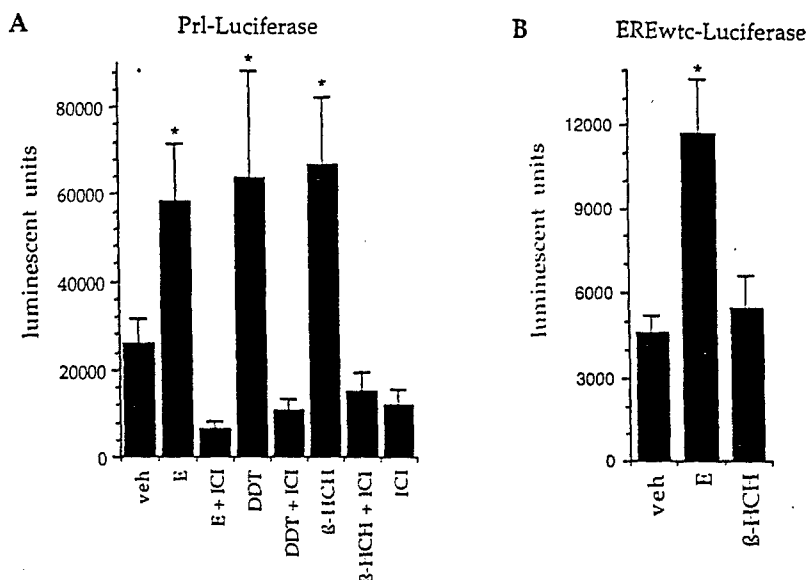 A
Prl-Luciferase
luminescent units
80000
60000
40000
20000
0
*
*
*
veh
E
E + ICI
DDT
DDT + ICI
ß-HCH
ß-HCH + ICI
ICI
B
EREwtc-Luciferase
luminescent units
12000
9000
6000
3000
0
*
veh
E
ß-HCH